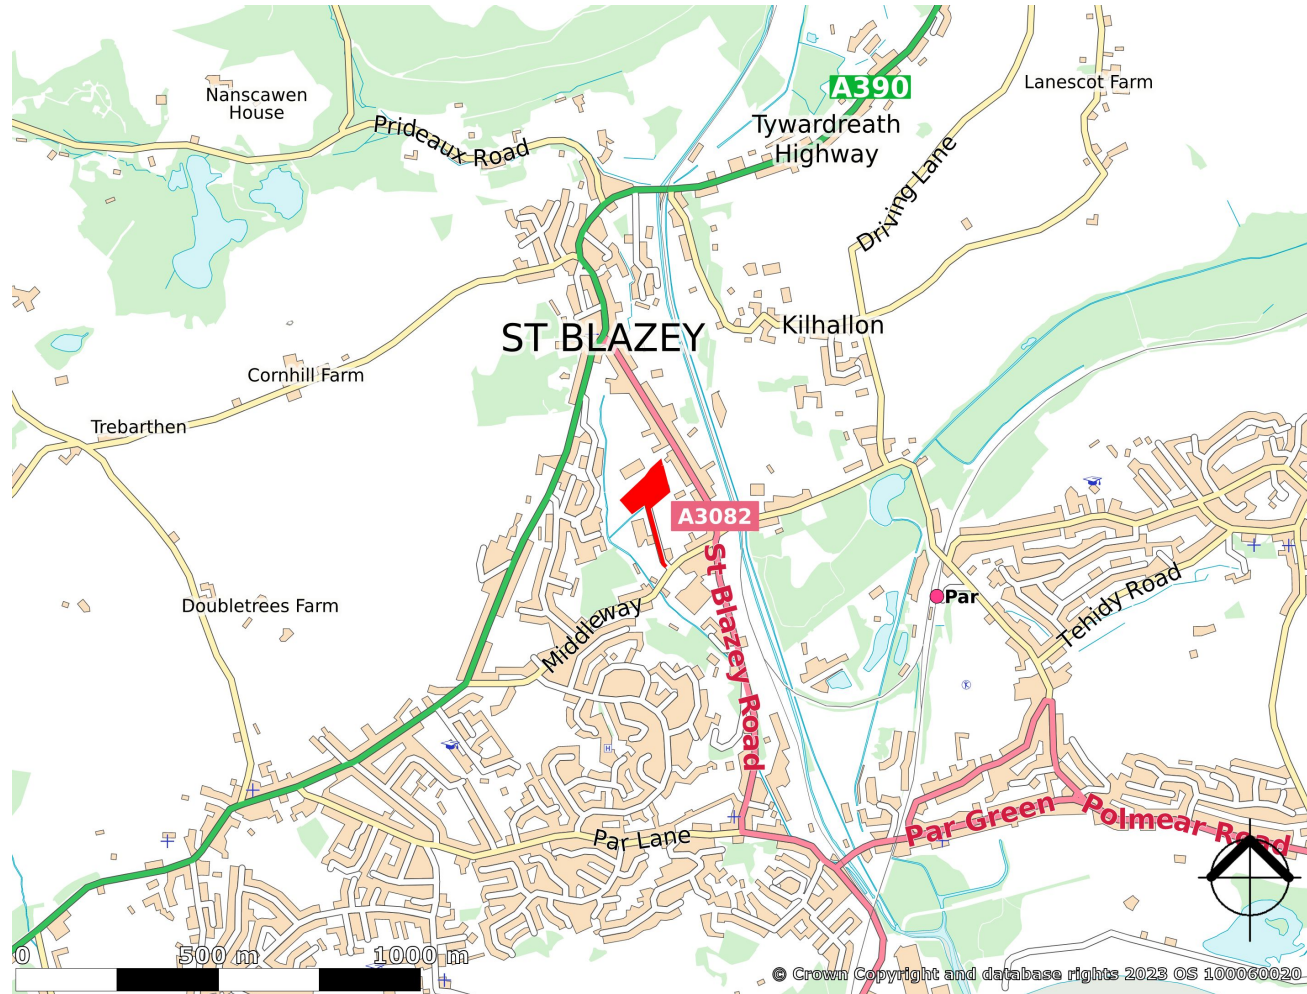 A390
Lanescot Farm
Nanscawen
House
Tywardreath
Highway
Prideaux Road
Driving Lane
Kilhallon
ST BLAZEY
Cornhill Farm
Trebarthen
A3082
St Blazey Road
Par
Tehidy Road
Doubletrees Farm
Middleway
Par Green
Polmear Road
Par Lane
0
500 m
1000 m
© Crown Copyright and database rights 2023 OS 100060020